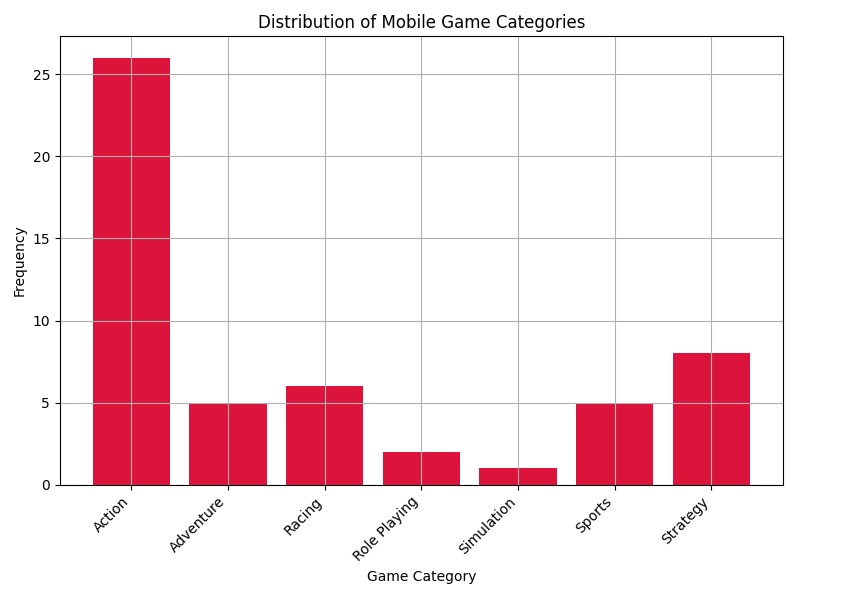 Distribution of Mobile Game Categories
Frequency
25
20
15
10
5
0
Action
Adventure
Racing
Role Playing
Simulation
Sports
Strategy
Game Category